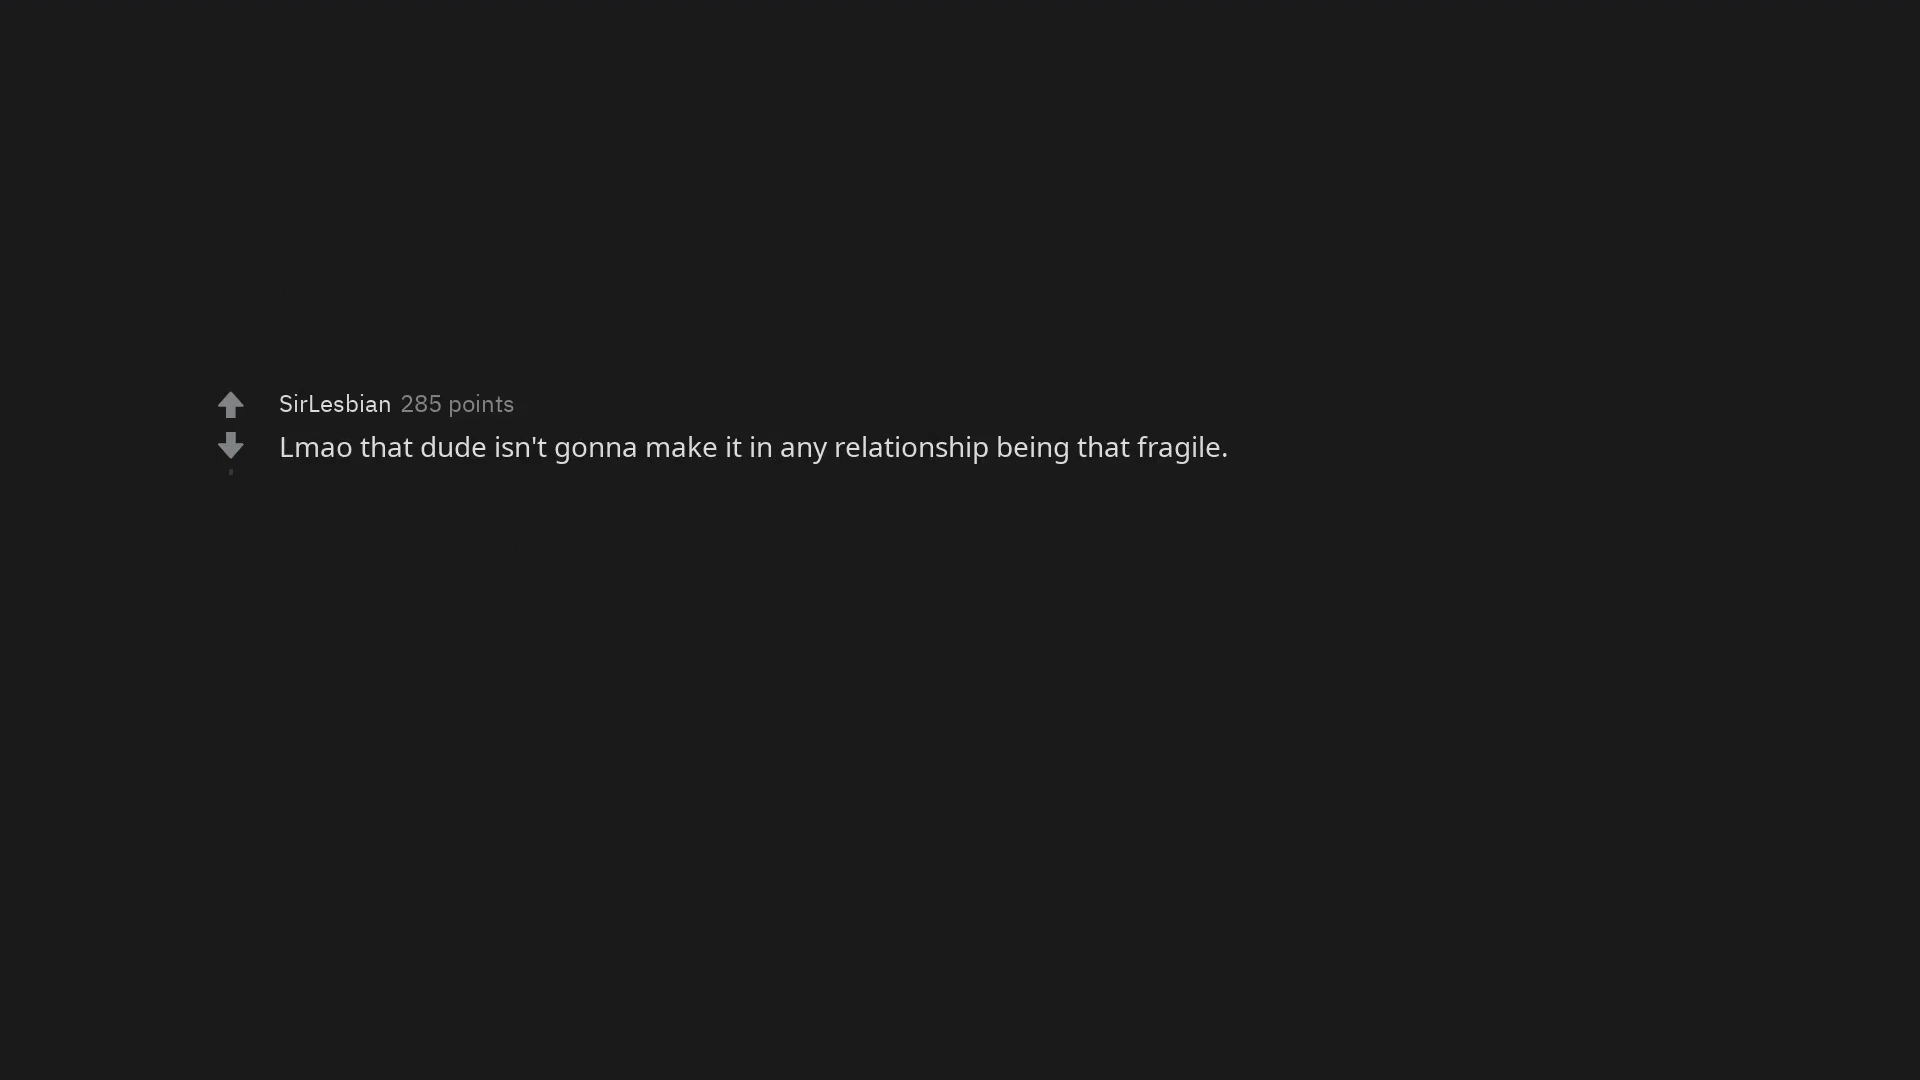 SirLesbian 285 points
Lmao that dude isn't gonna make it in any relationship being that fragile.